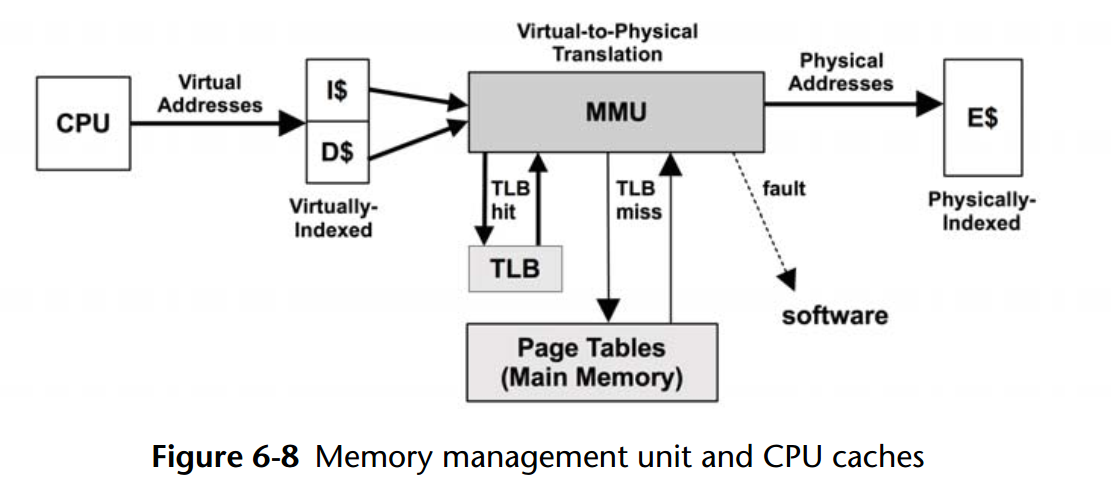 Virtual-to-Physical
Translation
CPU
Virtual
Addresses
I$
D$
Virtually-
Indexed
MMU
Physical
Addresses
E$
Physically-
Indexed
TLB
hit
TLB
miss
fault
TLB
software
Page Tables
(Main Memory)
Figure 6-8 Memory management unit and CPU caches